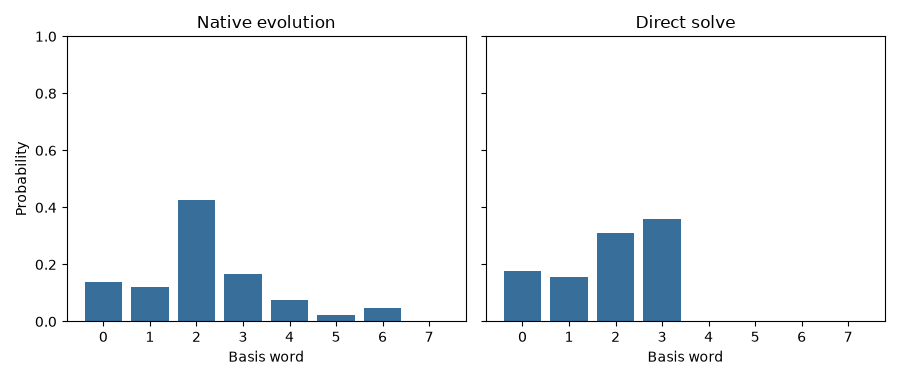 Native evolution
Direct solve
Probability
1.0
0.8
0.6
0.4
0.2
0.0
0 1 2 3 4 5 6 7
0 1 2 3 4 5 6 7
Basis word
Basis word